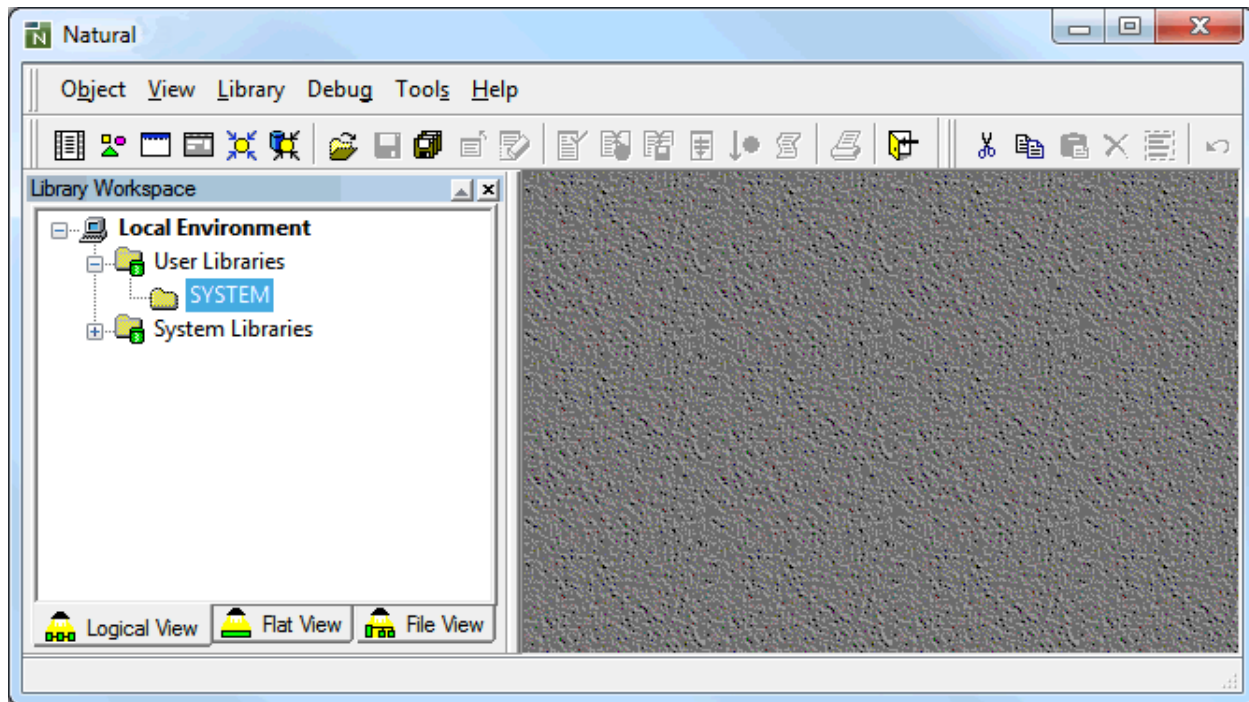 Natural
Object View Library Debug Tools Help
Library Workspace
Local Environment
User Libraries
SYSTEM
System Libraries
Logical View Flat View File View